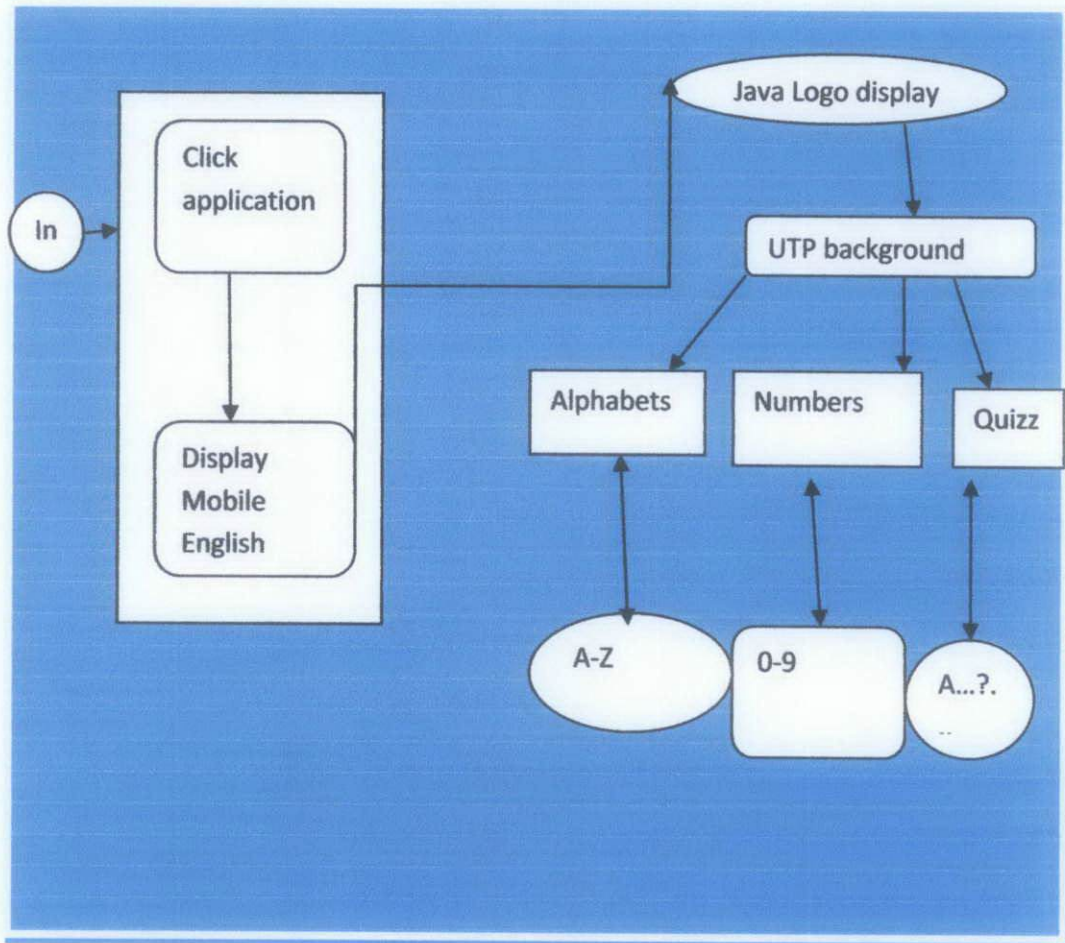 In
Click
application
Display
Mobile
English
Java Logo display
UTP background
Alphabets
Numbers
Quizz
A-Z
0-9
A...?.
..